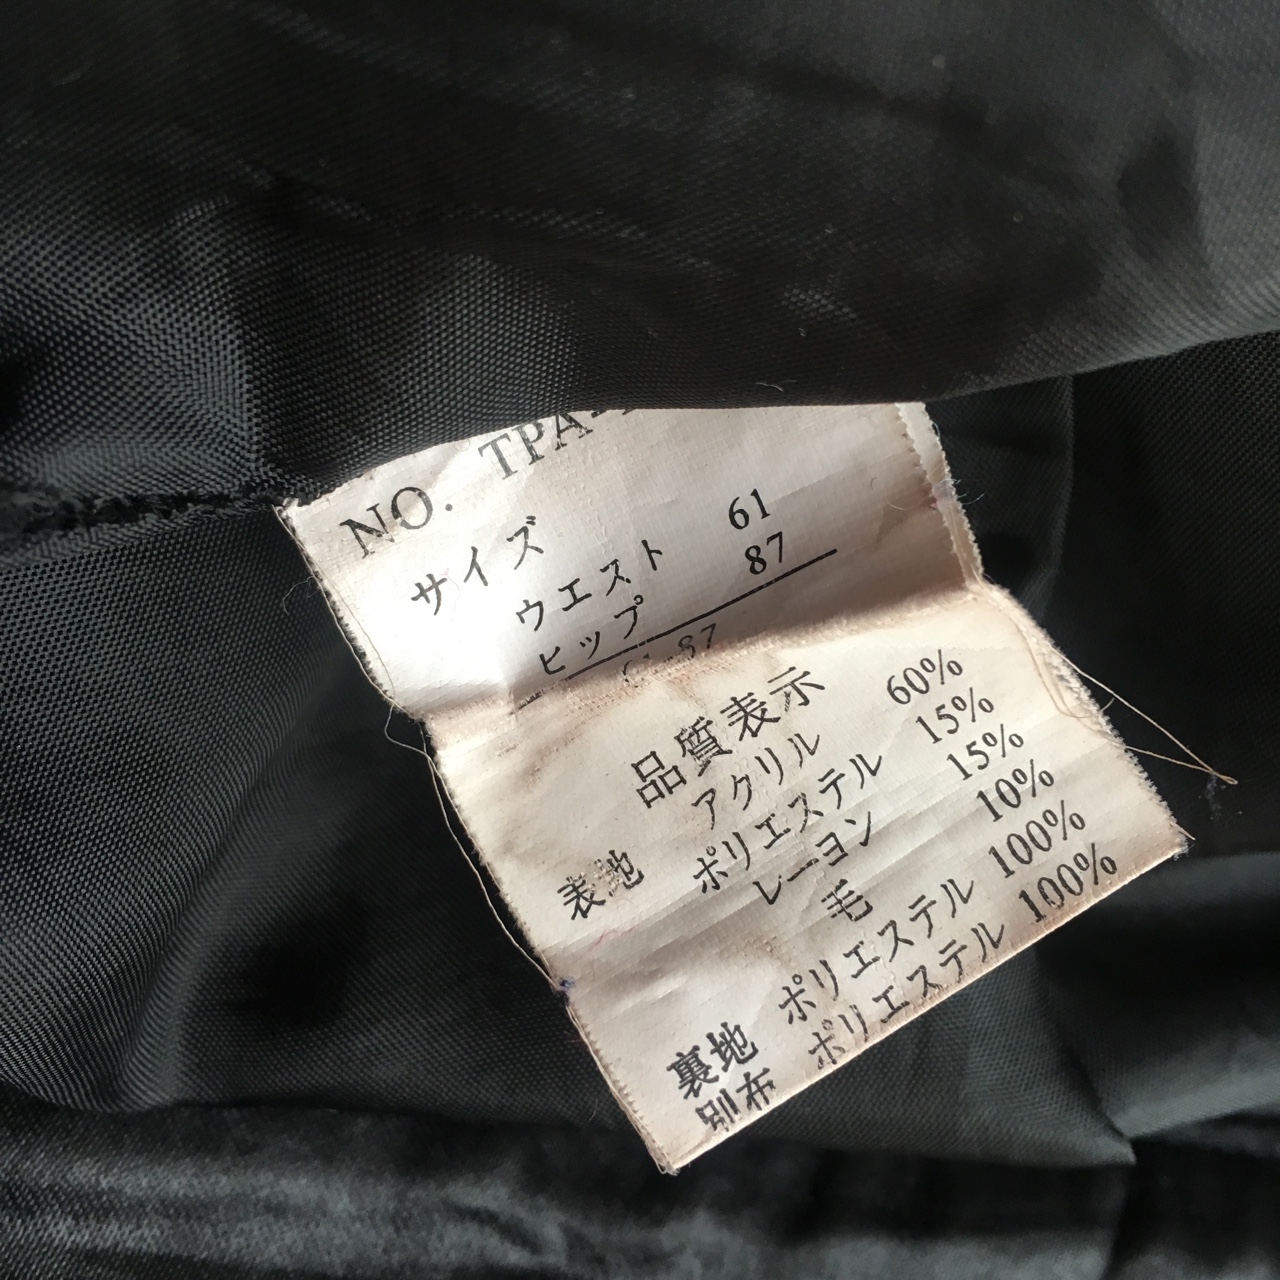 NO. TPA-
サイズ
ウエスト 61
ヒップ 87
61-87
品質表示
アクリル 60%
表地 ポリエステル 15%
レーヨン 15%
毛 10%
裏地 ポリエステル 100%
別布 ポリエステル 100%